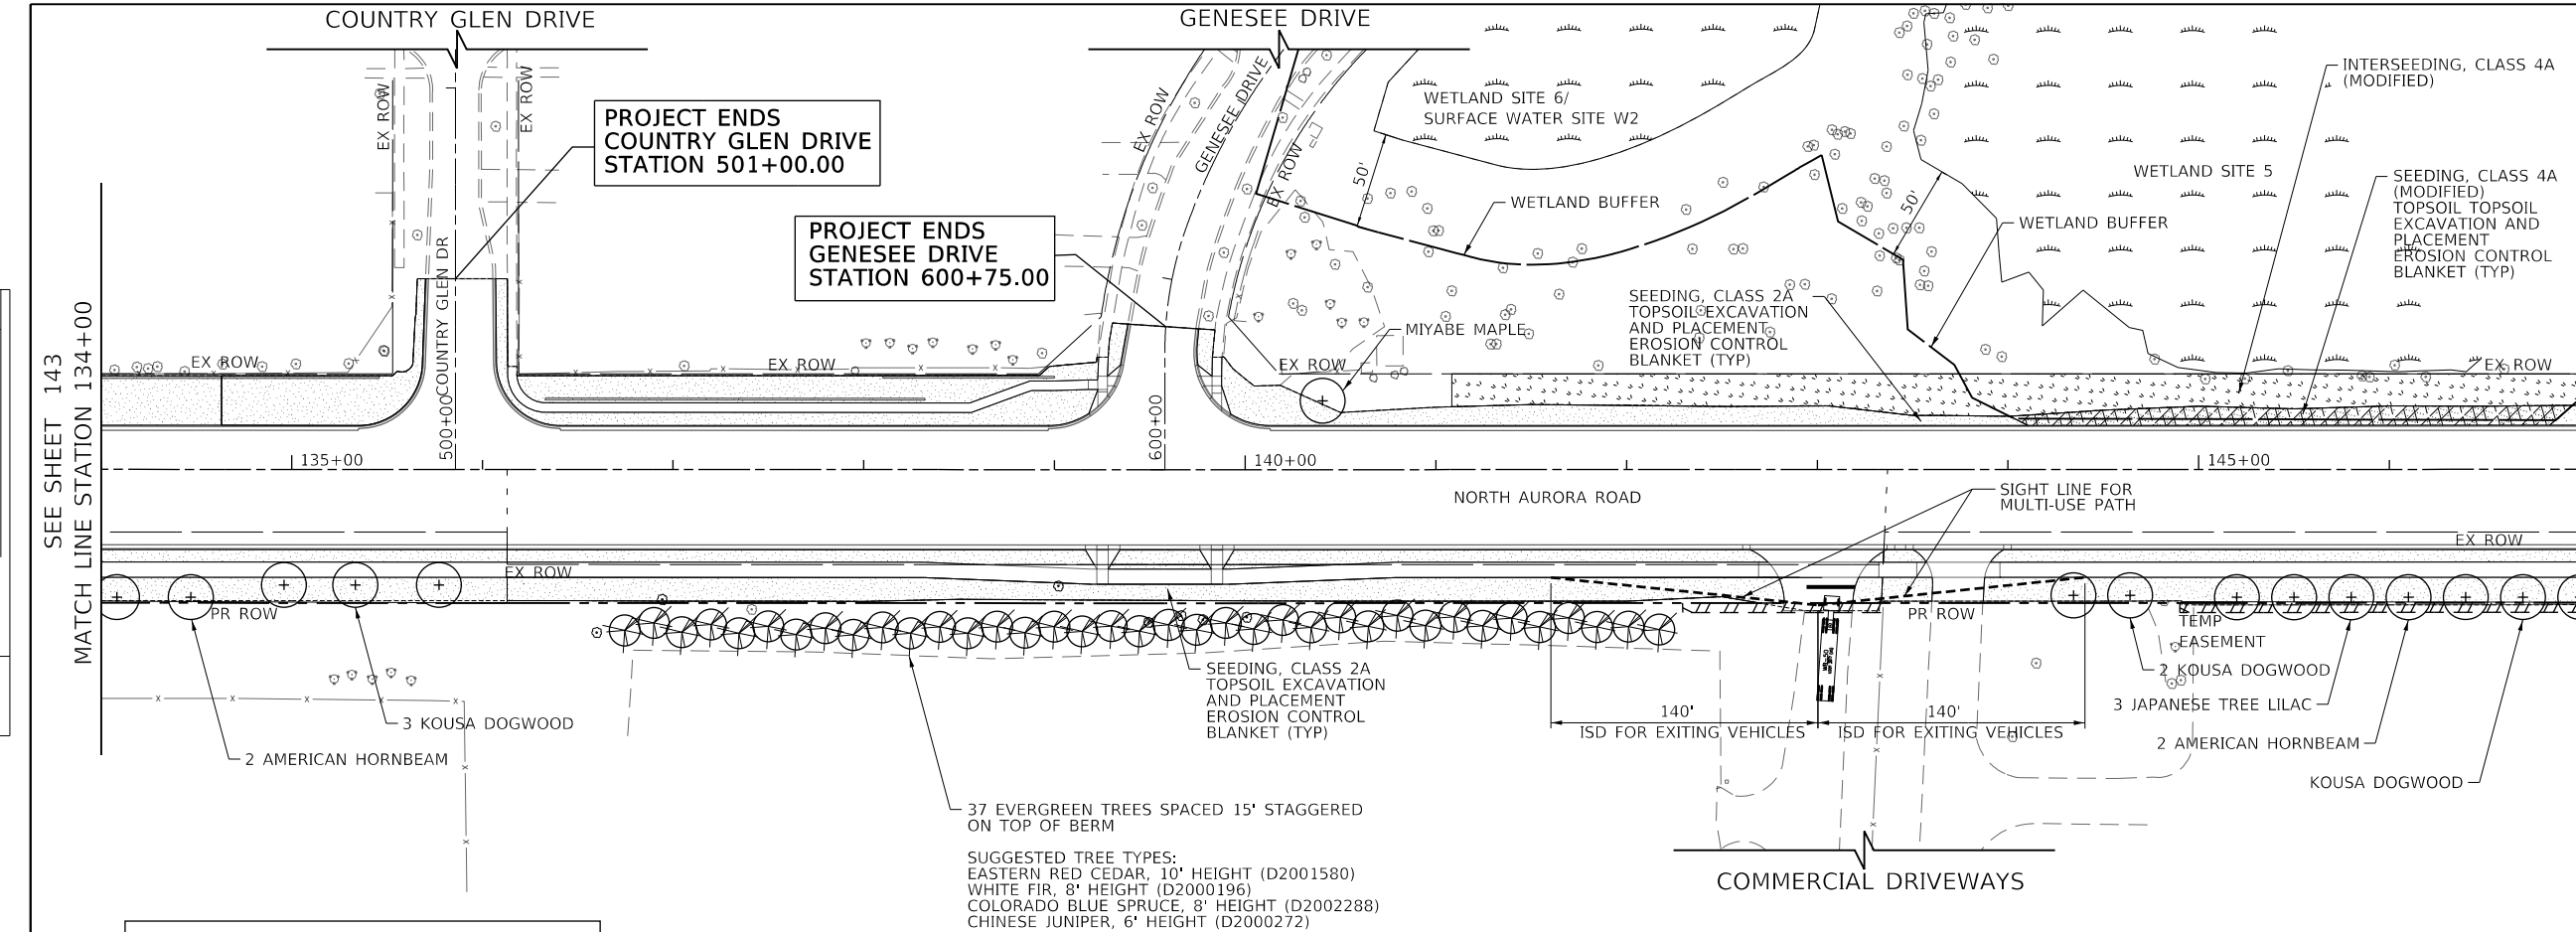 COUNTRY GLEN DRIVE
GENESEE DRIVE
EX ROW
EX ROW
PROJECT ENDS
COUNTRY GLEN DRIVE
STATION 501+00.00
PROJECT ENDS
GENESEE DRIVE
STATION 600+75.00
EX ROW
GENESEE DRIVE
EX ROW
WETLAND SITE 6/
SURFACE WATER SITE W2
50'
WETLAND BUFFER
INTERSEEDING, CLASS 4A
(MODIFIED)
WETLAND SITE 5
50'
WETLAND BUFFER
SEEDING, CLASS 4A
(MODIFIED)
TOPSOIL TOPSOIL
EXCAVATION AND
PLACEMENT
EROSION CONTROL
BLANKET (TYP)
SEEDING, CLASS 2A
TOPSOIL EXCAVATION
AND PLACEMENT
EROSION CONTROL
BLANKET (TYP)
MIYABE MAPLE
EX ROW
EX ROW
EX ROW
EX ROW
COUNTRY GLEN DR
500+00
600+00
SEE SHEET 143
MATCH LINE STATION 134+00
135+00
140+00
145+00
NORTH AURORA ROAD
SIGHT LINE FOR
MULTI-USE PATH
EX ROW
EX ROW
PR ROW
PR ROW
TEMP
EASEMENT
2 KOUSA DOGWOOD
3 JAPANESE TREE LILAC
2 AMERICAN HORNBEAM
KOUSA DOGWOOD
3 KOUSA DOGWOOD
2 AMERICAN HORNBEAM
SEEDING, CLASS 2A
TOPSOIL EXCAVATION
AND PLACEMENT
EROSION CONTROL
BLANKET (TYP)
140'
ISD FOR EXITING VEHICLES
140'
ISD FOR EXITING VEHICLES
37 EVERGREEN TREES SPACED 15' STAGGERED
ON TOP OF BERM
SUGGESTED TREE TYPES:
EASTERN RED CEDAR, 10' HEIGHT (D2001580)
WHITE FIR, 8' HEIGHT (D2000196)
COLORADO BLUE SPRUCE, 8' HEIGHT (D2002288)
CHINESE JUNIPER, 6' HEIGHT (D2000272)
COMMERCIAL DRIVEWAYS